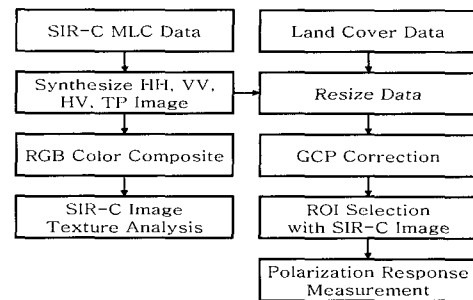 SIR-C MLC Data
Synthesize HH, VV,
HV, TP Image
RGB Color Composite
SIR-C Image
Texture Analysis
Land Cover Data
Resize Data
GCP Correction
ROI Selection
with SIR-C Image
Polarization Response
Measurement